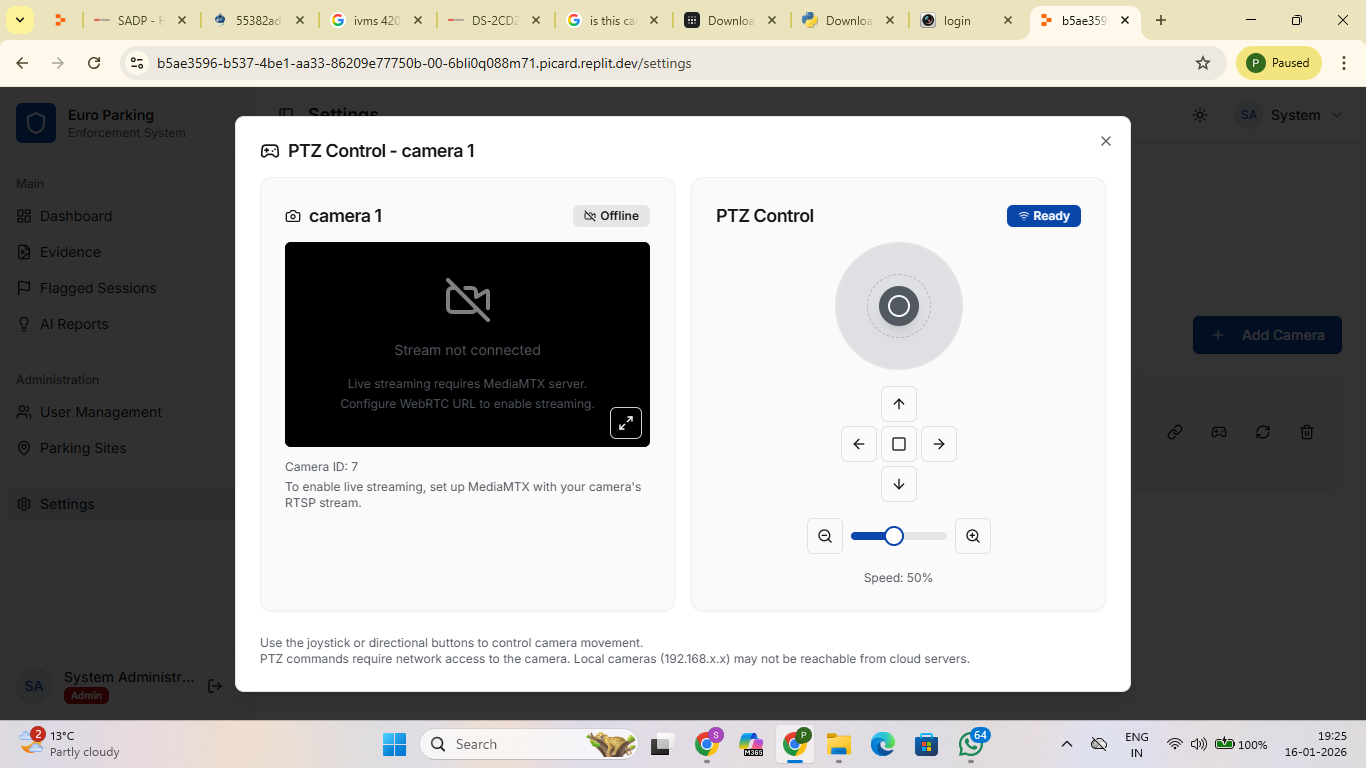 SADP - H
55382ad
ivms 420
DS-2CD2
is this ca
Downloa
Downloa
login
b5ae359
b5ae3596-b537-4be1-aa33-86209e77750b-00-6bli0q088m71.picard.replit.dev/settings
P
Paused
Euro Parking
Enforcement System
Settings
SA
System
Main
Dashboard
Evidence
Flagged Sessions
AI Reports
Administration
User Management
Parking Sites
Settings
Add Camera
PTZ Control - camera 1
camera 1
Offline
Stream not connected
Live streaming requires MediaMTX server.
Configure WebRTC URL to enable streaming.
Camera ID: 7
To enable live streaming, set up MediaMTX with your camera's
RTSP stream.
PTZ Control
Ready
Speed: 50%
Use the joystick or directional buttons to control camera movement.
PTZ commands require network access to the camera. Local cameras (192.168.x.x) may not be reachable from cloud servers.
SA
System Administr...
Admin
2
13°C
Partly cloudy
Search
S
M365
P
64
ENG
IN
100%
19:25
16-01-2026